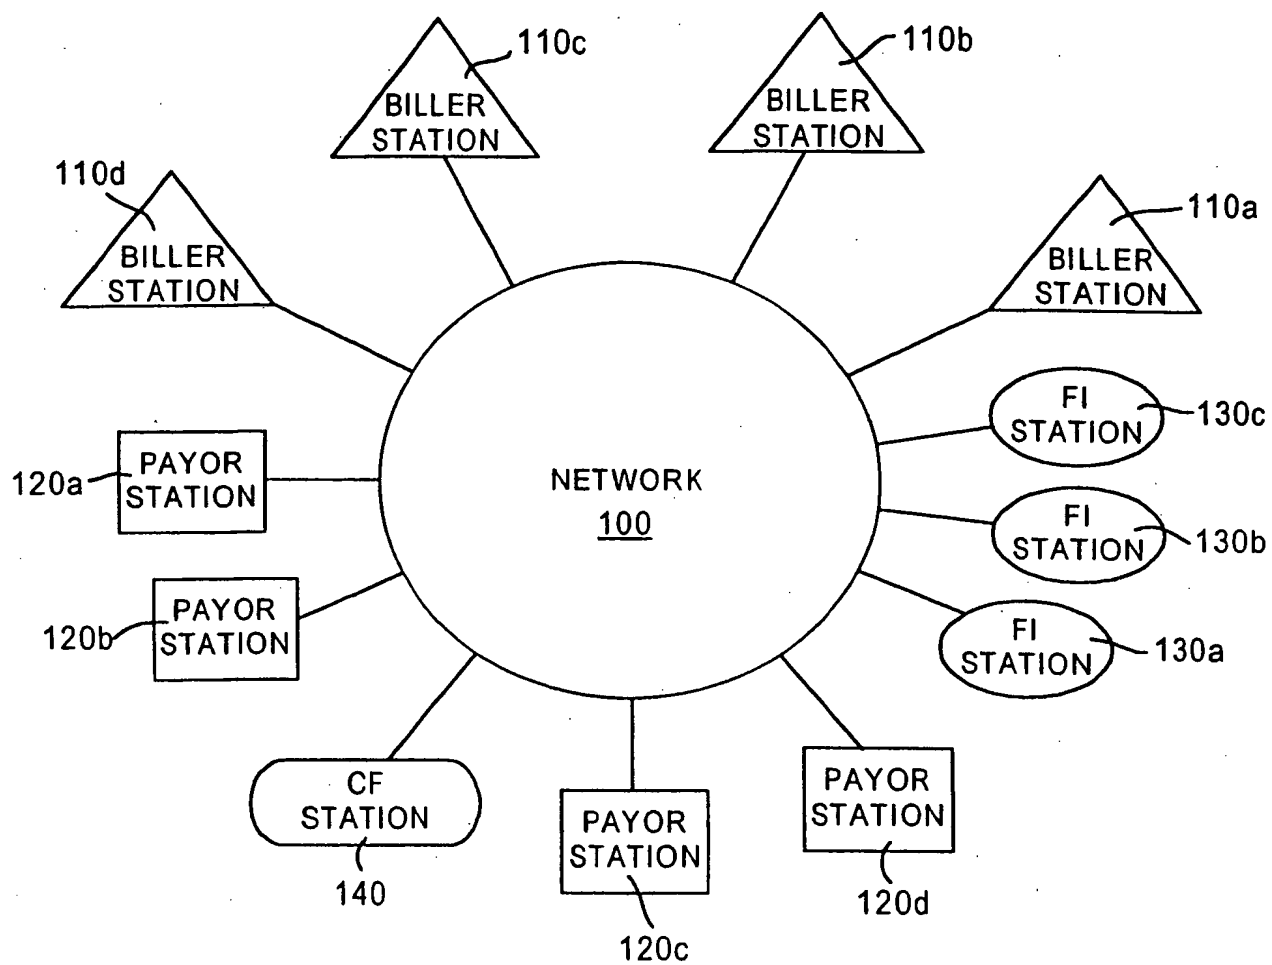 110c
BILLER
STATION
110b
BILLER
STATION
110d
BILLER
STATION
110a
BILLER
STATION
FI
STATION
130c
120a
PAYOR
STATION
NETWORK
100
FI
STATION
130b
120b
PAYOR
STATION
FI
STATION
130a
CF
STATION
140
PAYOR
STATION
120c
PAYOR
STATION
120d